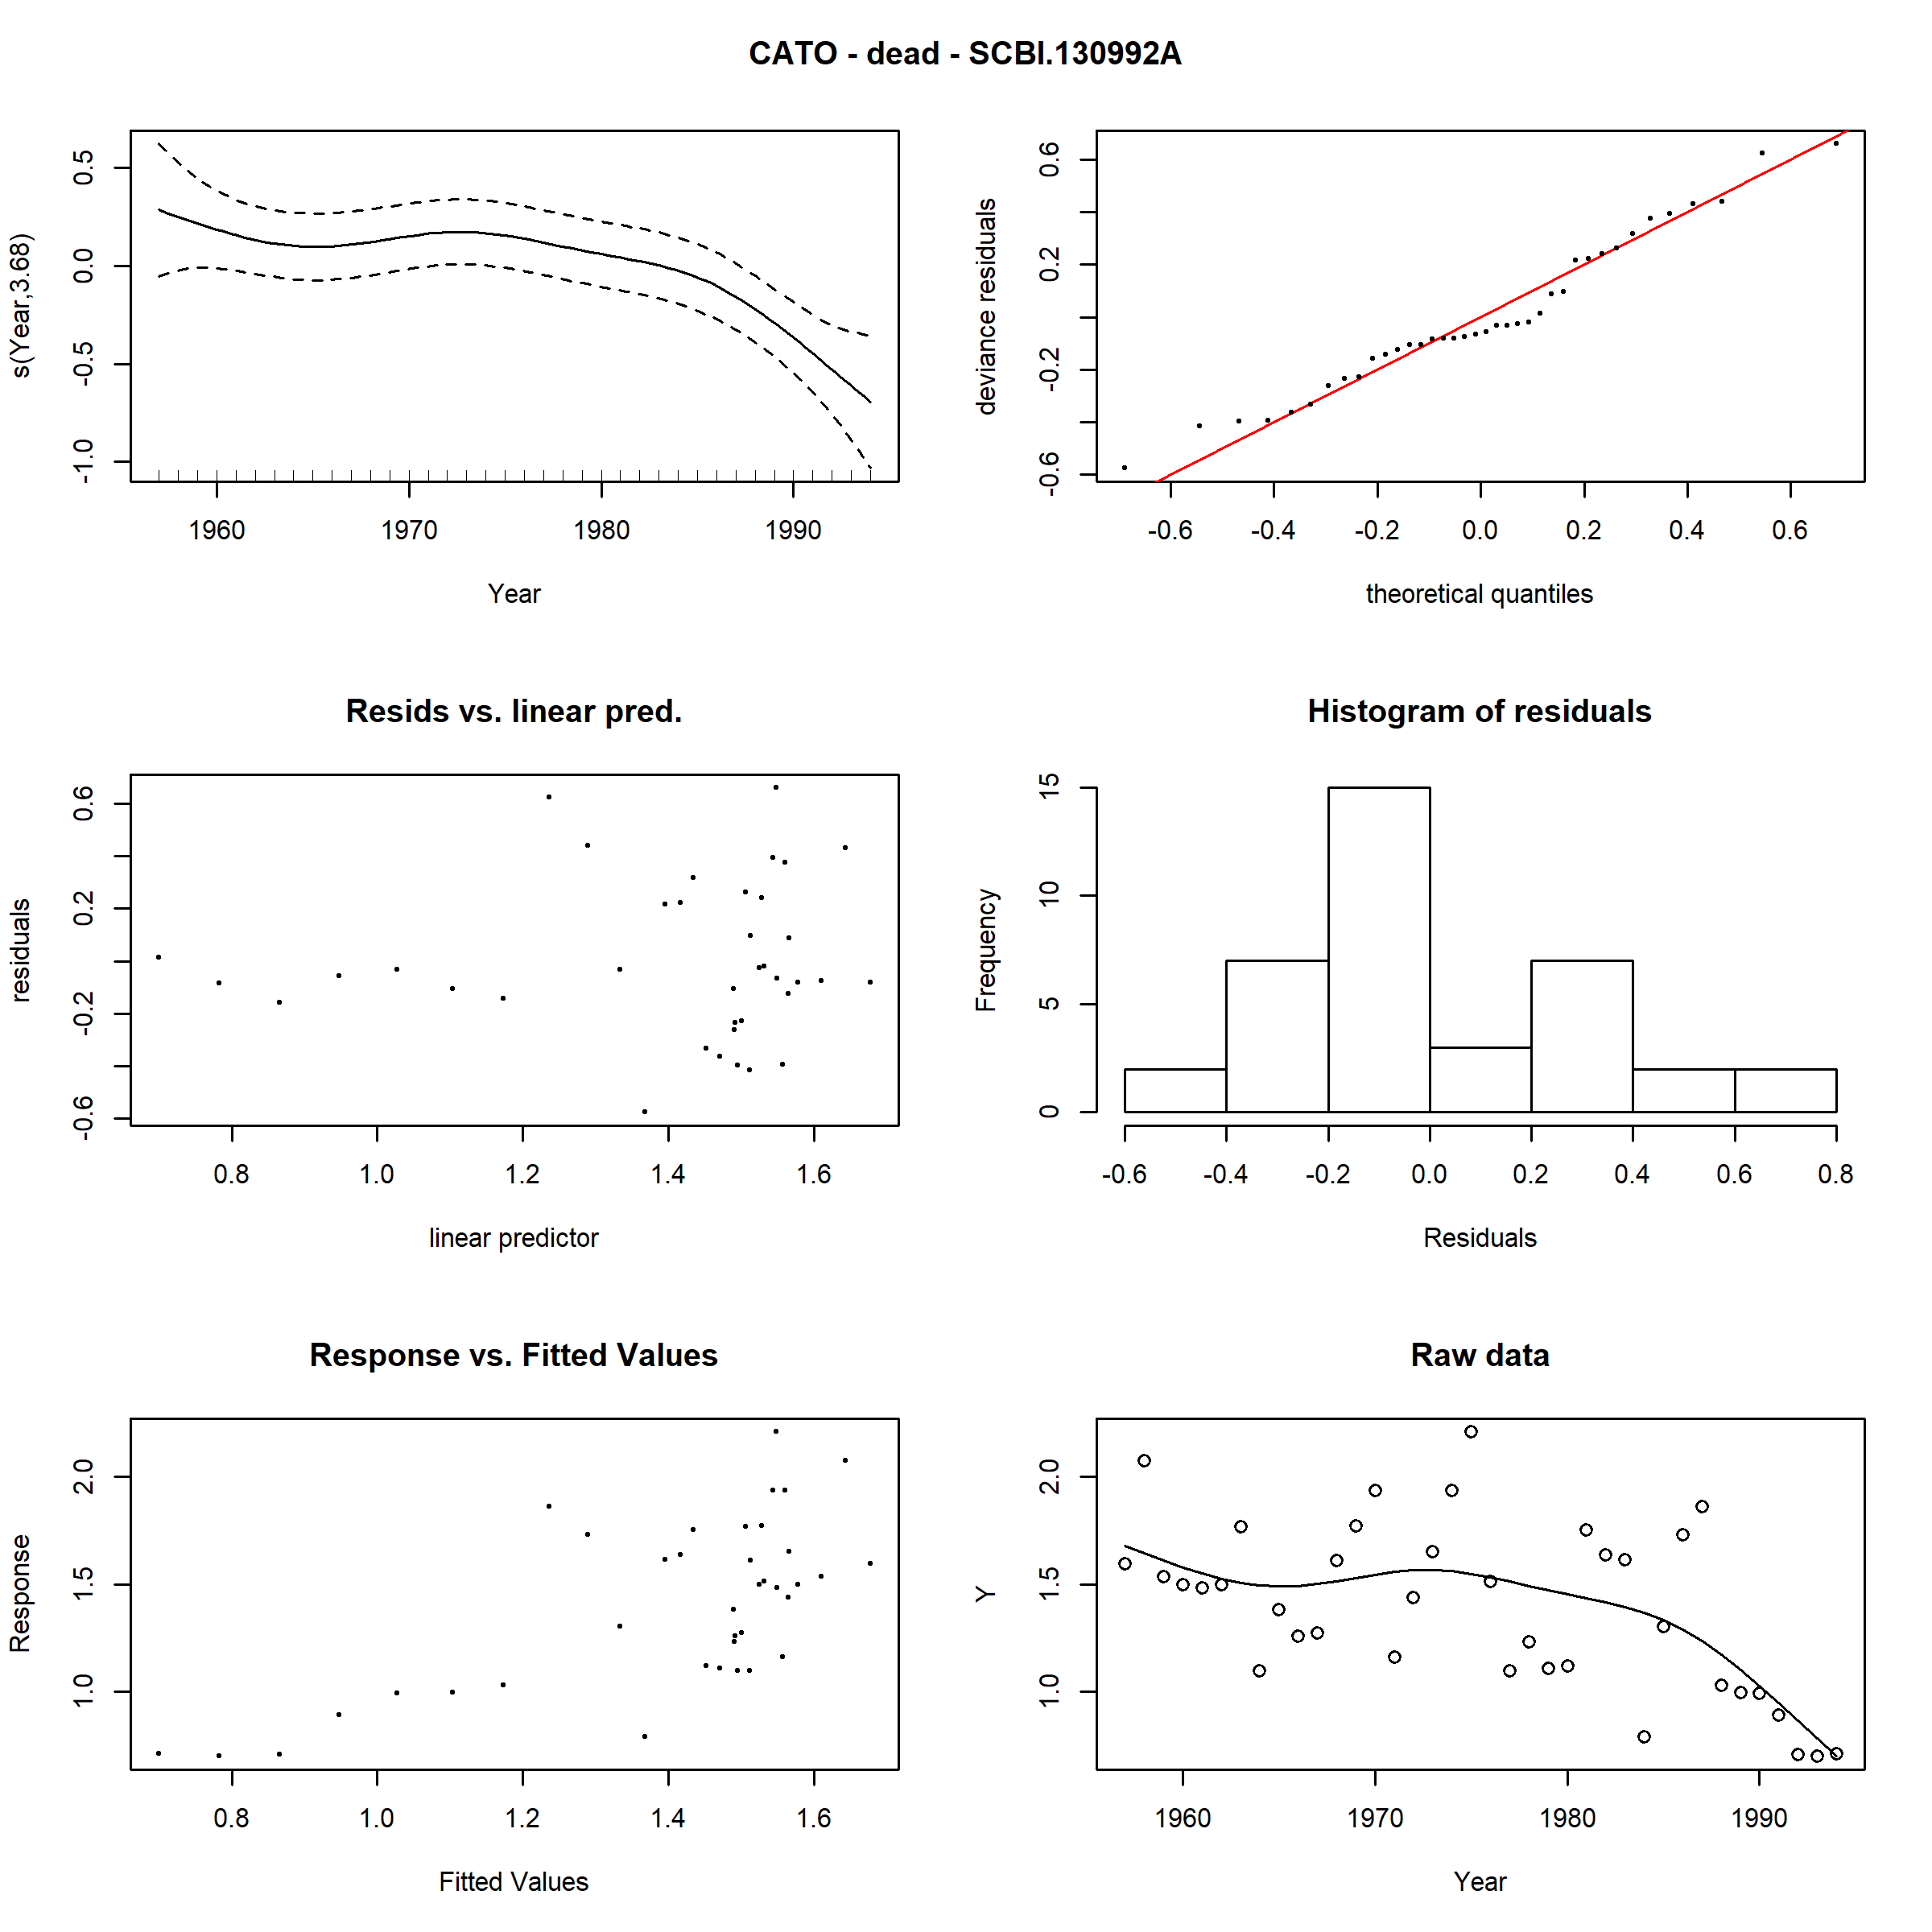 CATO - dead - SCBI.130992A
s(Year,3.68)
0.5
0.0
-0.5
-1.0
1960 1970 1980 1990
Year
deviance residuals
0.6
0.2
-0.2
-0.6
-0.6 -0.4 -0.2 0.0 0.2 0.4 0.6
theoretical quantiles
Resids vs. linear pred.
residuals
0.6
0.2
-0.2
-0.6
0.8 1.0 1.2 1.4 1.6
linear predictor
Histogram of residuals
Frequency
15
10
5
0
-0.6 -0.4 -0.2 0.0 0.2 0.4 0.6 0.8
Residuals
Response vs. Fitted Values
Response
2.0
1.5
1.0
0.8 1.0 1.2 1.4 1.6
Fitted Values
Raw data
Y
2.0
1.5
1.0
1960 1970 1980 1990
Year